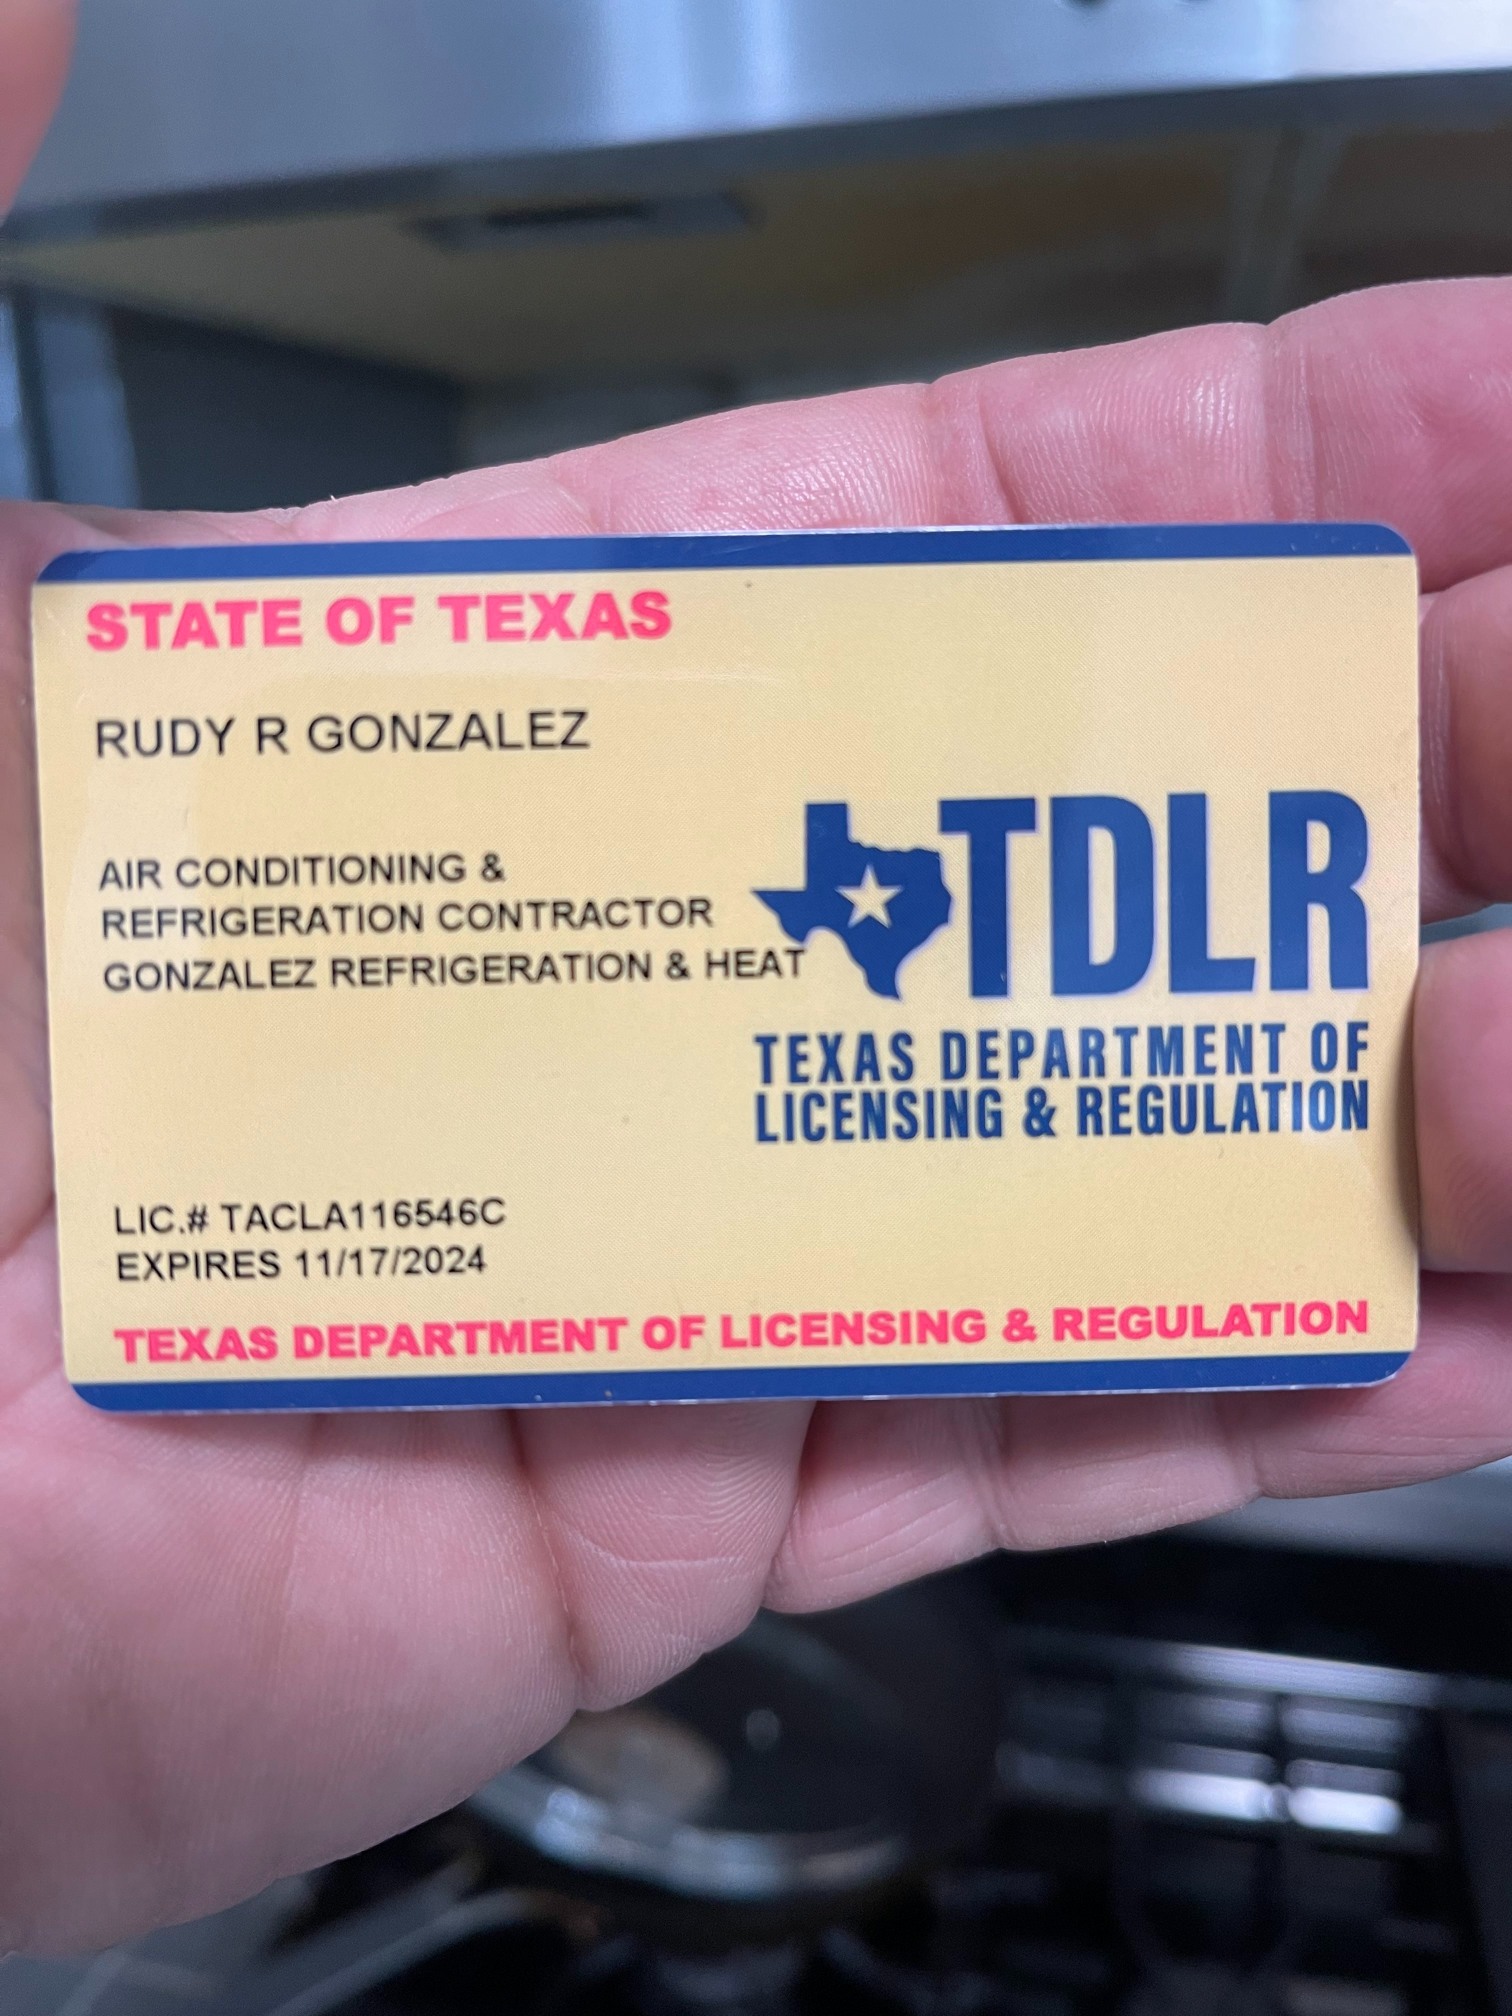 STATE OF TEXAS
RUDY R GONZALEZ
AIR CONDITIONING &
REFRIGERATION CONTRACTOR
GONZALEZ REFRIGERATION & HEAT
TDLR
TEXAS DEPARTMENT OF
LICENSING & REGULATION
LIC.# TACLA116546C
EXPIRES 11/17/2024
TEXAS DEPARTMENT OF LICENSING & REGULATION